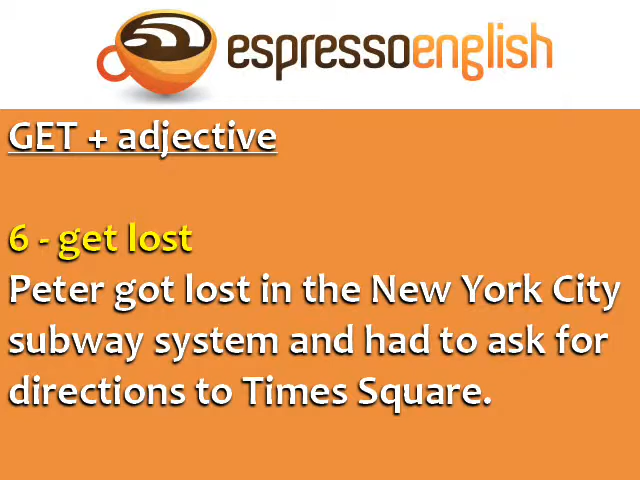 espressoenglish
GET + adjective
6 - get lost
Peter got lost in the New York City
subway system and had to ask for
directions to Times Square.